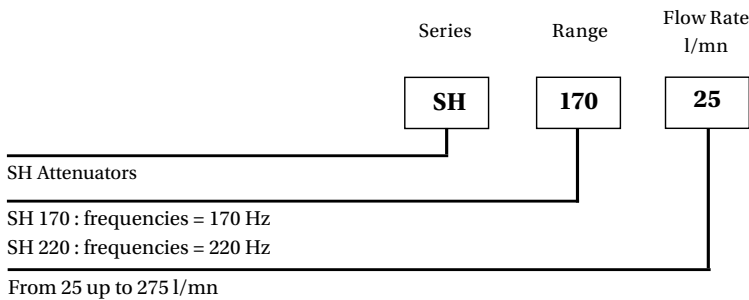 Series Range Flow Rate
l/mn
SH 170 25
SH Attenuators
SH 170 : frequencies = 170 Hz
SH 220 : frequencies = 220 Hz
From 25 up to 275 l/mn